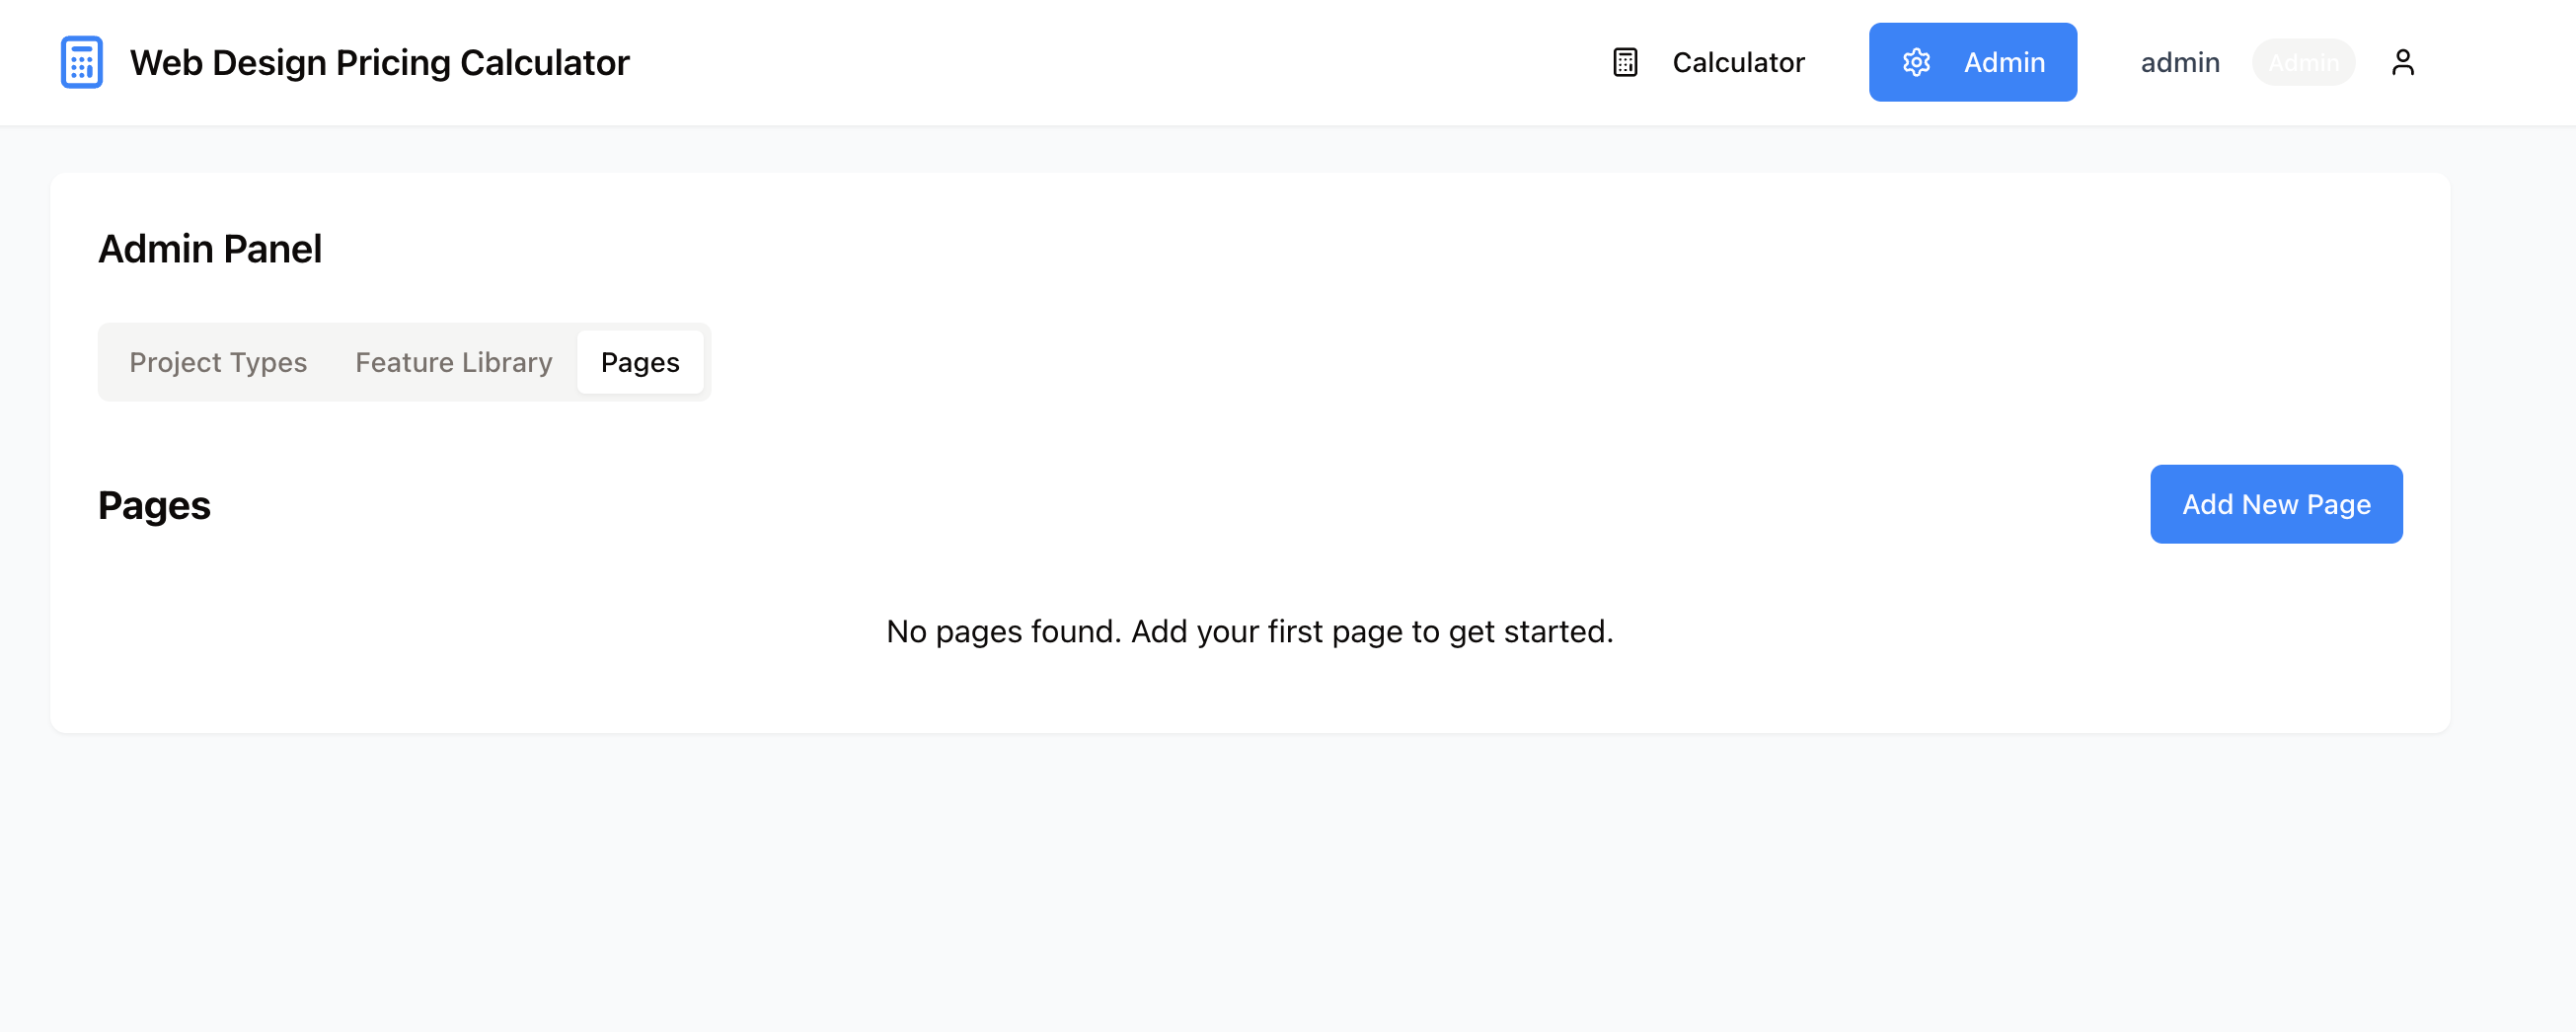 Web Design Pricing Calculator
Calculator
Admin
admin
Admin
Admin Panel
Project Types
Feature Library
Pages
Pages
Add New Page
No pages found. Add your first page to get started.